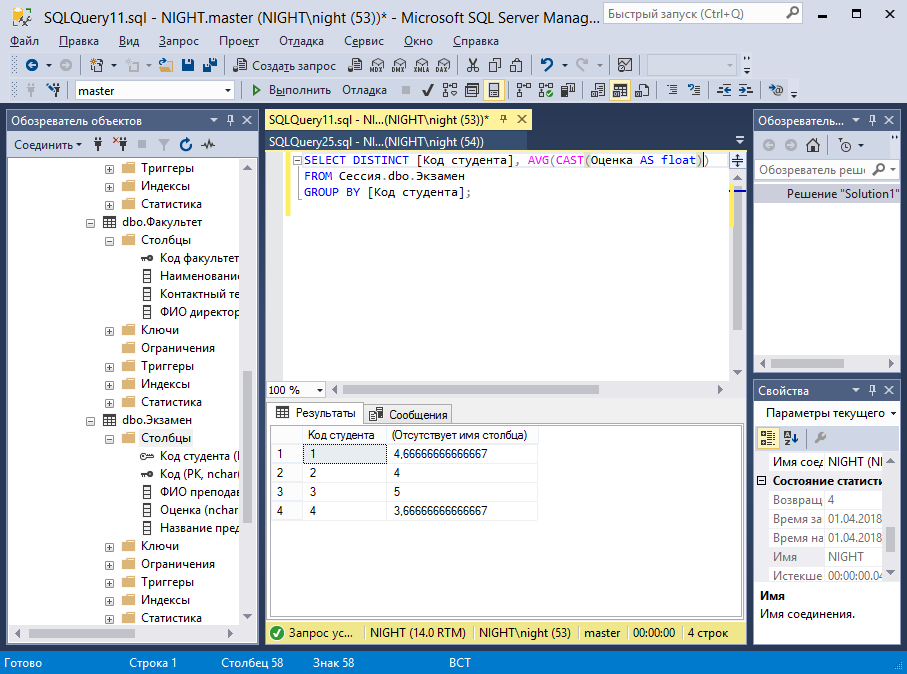 SQLQuery11.sql - NIGHT.master (NIGHT\night (53))* - Microsoft SQL Server Manag...
Быстрый запуск (Ctrl+Q)
Файл Правка Вид Запрос Проект Отладка Сервис Окно Справка
Создать запрос MDX DMX XMLA DAX
master Выполнить Отладка
Обозреватель объектов
Соединить
Триггеры
Индексы
Статистика
dbo.Факультет
Столбцы
Код факультет
Наименование
Контактный те
ФИО директор
Ключи
Ограничения
Триггеры
Индексы
Статистика
dbo.Экзамен
Столбцы
Код студента (I
Код (PK, nchar(
ФИО преподав
Оценка (nchar
Название пред
Ключи
Ограничения
Триггеры
Индексы
Статистика
SQLQuery11.sql - NI...(NIGHT\night (53))*
SQLQuery25.sql - NI...(NIGHT\night (54))
SELECT DISTINCT [Код студента], AVG(CAST(Оценка AS float))
FROM Сессия.dbo.Экзамен
GROUP BY [Код студента];
100 %
Результаты Сообщения
Код студента (Отсутствует имя столбца)
1 1 4,66666666666667
2 2 4
3 3 5
4 4 3,66666666666667
Запрос ус... NIGHT (14.0 RTM) NIGHT\night (53) master 00:00:00 4 строк
Обозреватель...
Обозреватель реше
Решение "Solution1"
Свойства
Параметры текущего
Имя соед NIGHT (NI
Состояние статисти
Возвращ 4
Время за 01.04.2018
Время на 01.04.2018
Имя NIGHT
Истекше 00:00:00.04
Имя
Имя соединения.
Готово Строка 1 Столбец 58 Знак 58 ВСТ